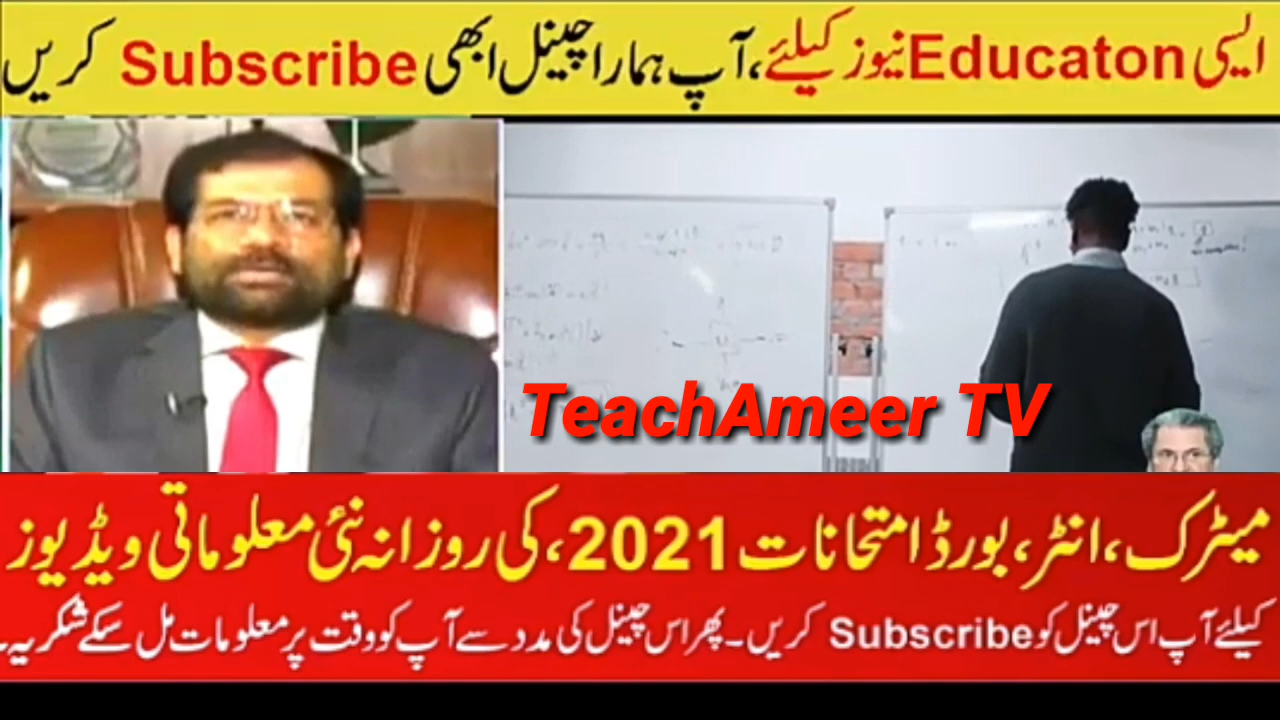 ایسی Educaton نیوز کیلئے، آپ ہمارا چینل ابھی Subscribe کریں
TeachAmeer TV
میٹرک، انٹر، بورڈ امتحانات 2021، کی روزانہ نئی معلوماتی ویڈیوز
کیلئے آپ اس چینل کو Subscribe کریں۔ پھر اس چینل کی مدد سے آپ کو وقت پر معلومات مل سکے شکریہ۔